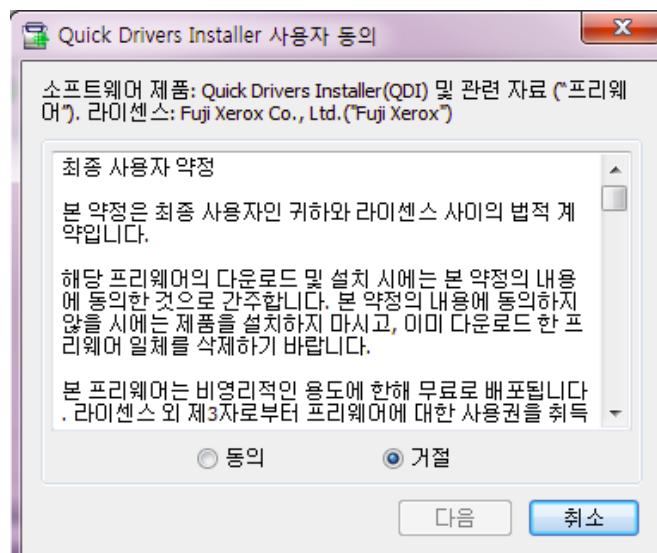 Quick Drivers Installer 사용자 동의
소프트웨어 제품: Quick Drivers Installer(QDI) 및 관련 자료 ("프리웨
어"). 라이센스: Fuji Xerox Co., Ltd.("Fuji Xerox")
최종 사용자 약정
본 약정은 최종 사용자인 귀하와 라이센스 사이의 법적 계
약입니다.
해당 프리웨어의 다운로드 및 설치 시에는 본 약정의 내용
에 동의한 것으로 간주합니다. 본 약정의 내용에 동의하지
않을 시에는 제품을 설치하지 마시고, 이미 다운로드 한 프
리웨어 일체를 삭제하기 바랍니다.
본 프리웨어는 비영리적인 용도에 한해 무료로 배포됩니다
. 라이센스 외 제3자로부터 프리웨어에 대한 사용권을 취득
동의 거절
다음 취소